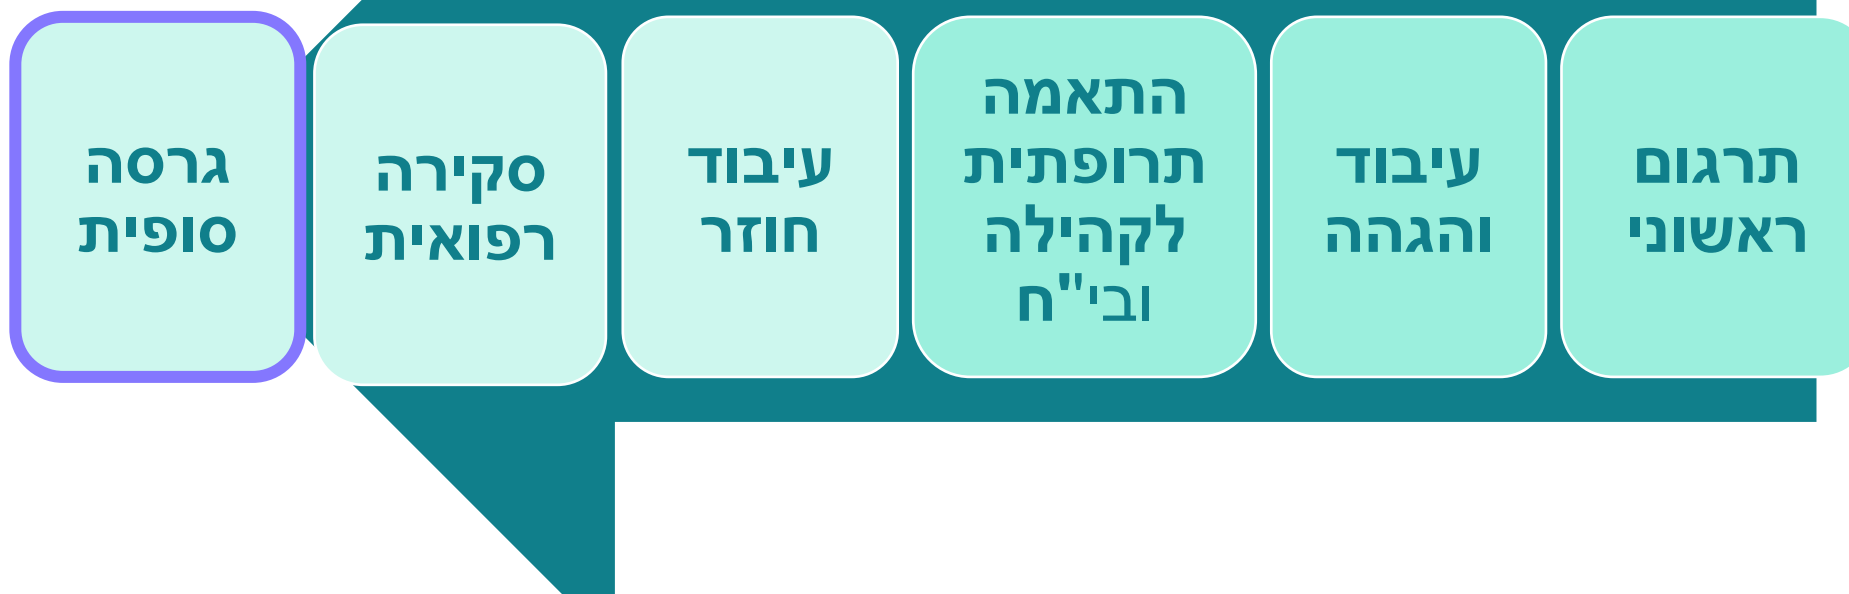 תרגום
ראשוני
עיבוד
והגהה
התאמה
תרופתית
לקהילה
ובי"ח
עיבוד
חוזר
סקירה
רפואית
גרסה
סופית